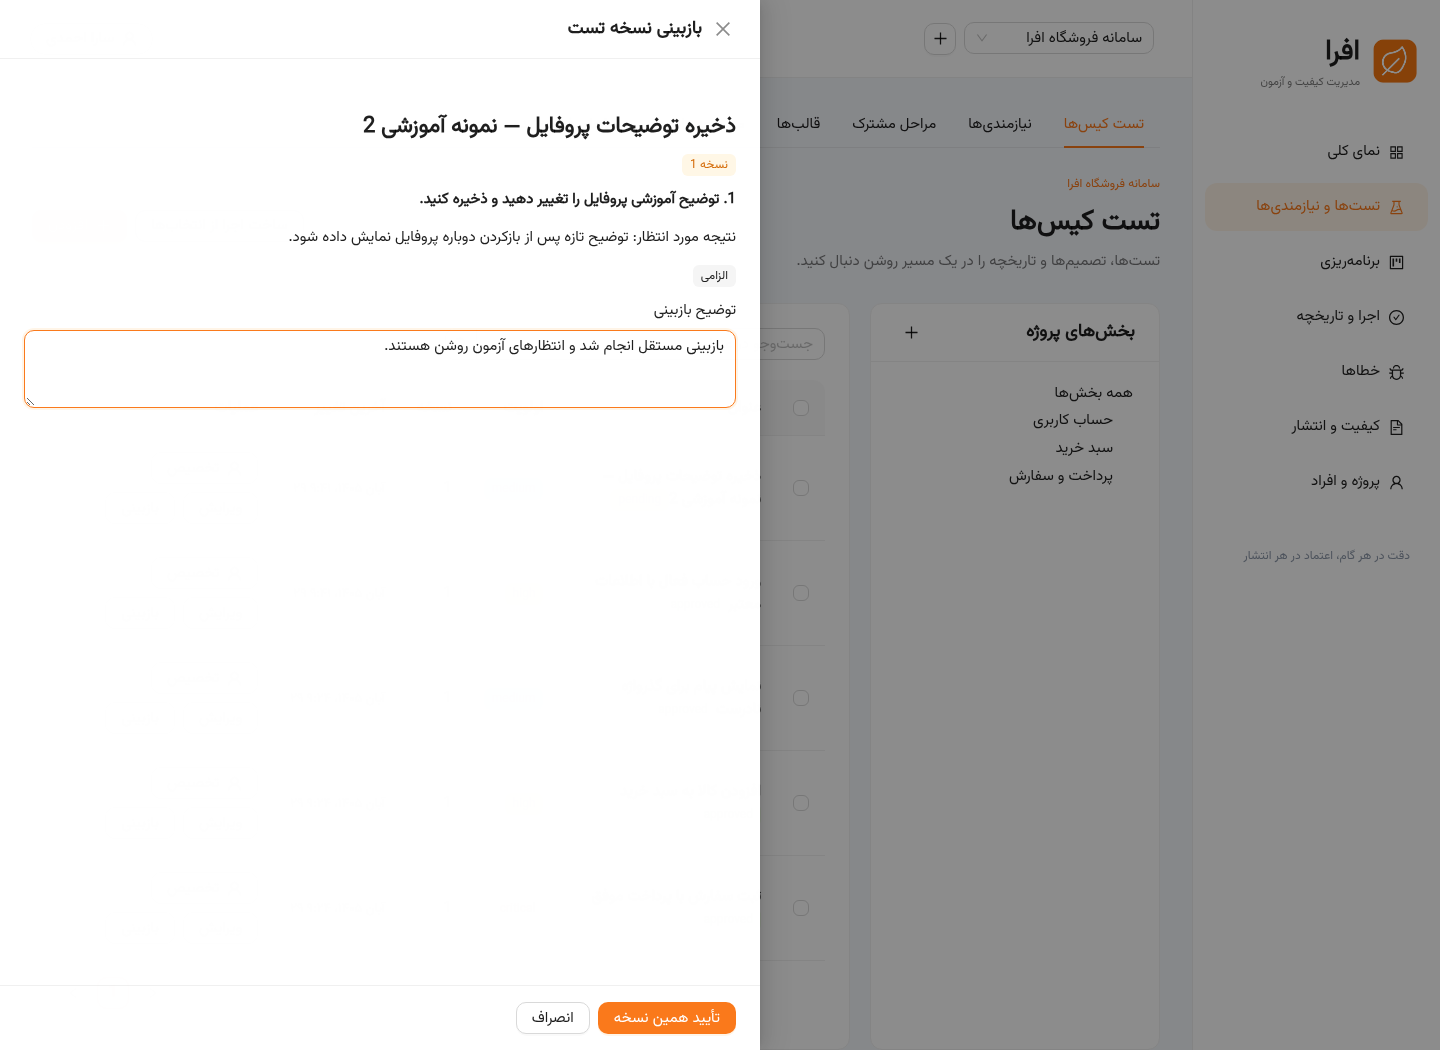 بازبینی نسخه تست
ذخیره توضیحات پروفایل — نمونه آموزشی 2
نسخه 1
1. توضیح آموزشی پروفایل را تغییر دهید و ذخیره کنید.
نتیجه مورد انتظار: توضیح تازه پس از بازکردن دوباره پروفایل نمایش داده شود.
الزامی
توضیح بازبینی
بازبینی مستقل انجام شد و انتظارهای آزمون روشن هستند.
تأیید همین نسخه
انصراف
افرا
مدیریت کیفیت و آزمون
نمای کلی
تست‌ها و نیازمندی‌ها
برنامه‌ریزی
اجرا و تاریخچه
خطاها
کیفیت و انتشار
پروژه و افراد
دقت در هر گام، اعتماد در هر انتشار
سامانه فروشگاه افرا
تست کیس‌ها
نیازمندی‌ها
مراحل مشترک
قالب‌ها
سامانه فروشگاه افرا
تست کیس‌ها
تست‌ها، تصمیم‌ها و تاریخچه را در یک مسیر روشن دنبال کنید.
بخش‌های پروژه
همه بخش‌ها
حساب کاربری
سبد خرید
پرداخت و سفارش